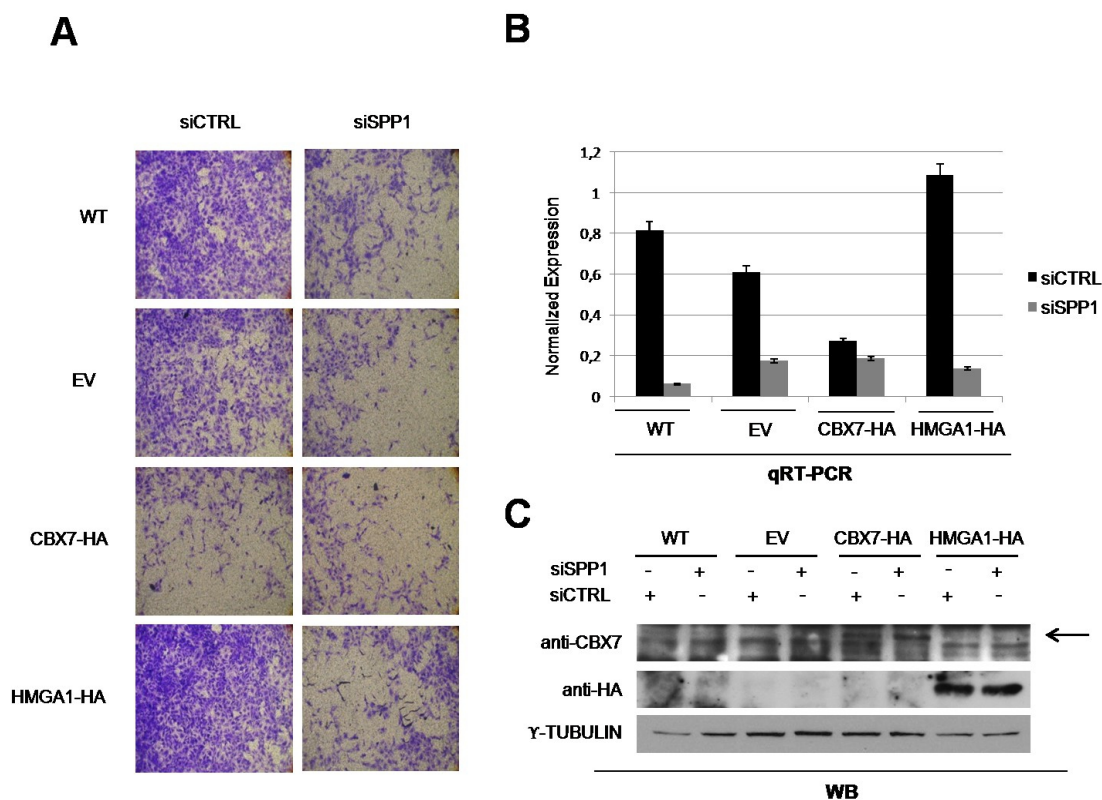 A
siCTRL siSPP1
WT
EV
CBX7-HA
HMGA1-HA
B
Normalized Expression
1,2
1
0,8
0,6
0,4
0,2
0
siCTRL
siSPP1
WT EV CBX7-HA HMGA1-HA
qRT-PCR
C
WT EV CBX7-HA HMGA1-HA
siSPP1 - + - + - + - +
siCTRL + - + - + - + -
anti-CBX7
anti-HA
ϒ-TUBULIN
WB